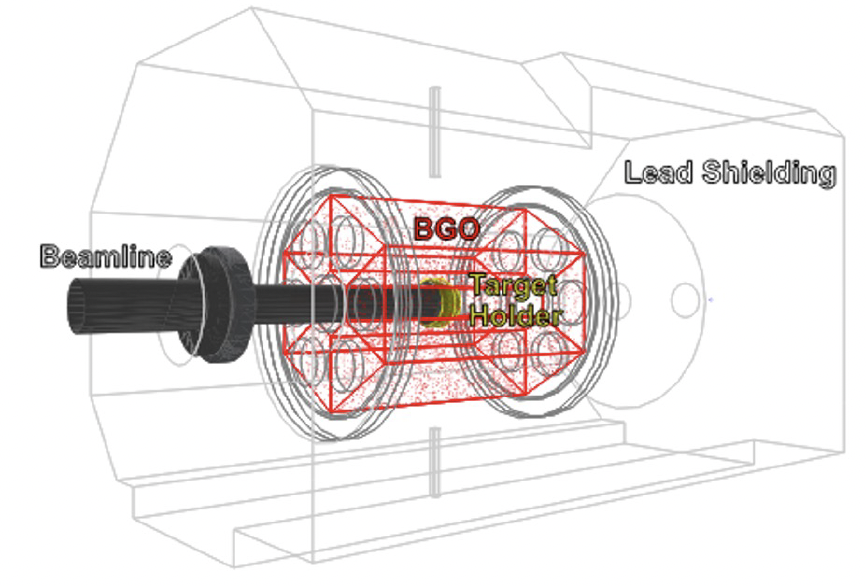 Lead Shielding
BGO
Beamline
Target
Holder